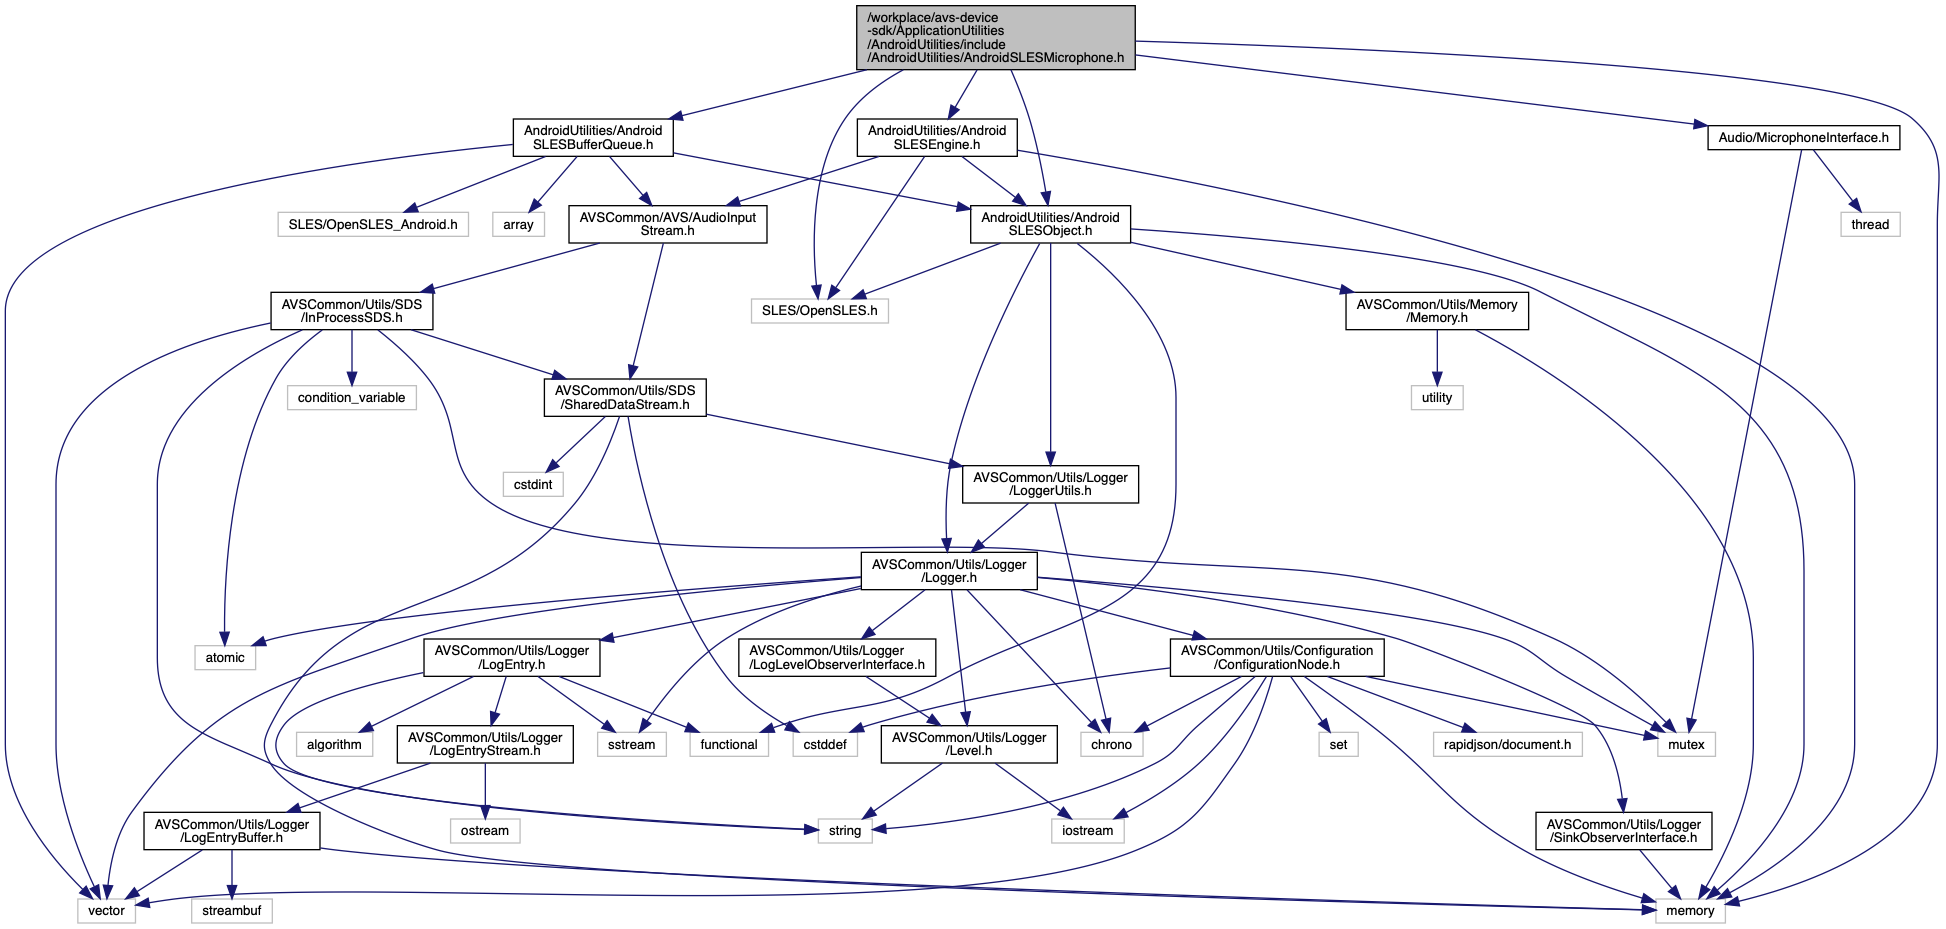 /workplace/avs-device
-sdk/ApplicationUtilities
/AndroidUtilities/include
/AndroidUtilities/AndroidSLESMicrophone.h
AndroidUtilities/Android
SLESBufferQueue.h
AndroidUtilities/Android
SLESEngine.h
Audio/MicrophoneInterface.h
SLES/OpenSLES_Android.h
array
AVSCommon/AVS/AudioInput
Stream.h
AndroidUtilities/Android
SLESObject.h
thread
AVSCommon/Utils/SDS
/InProcessSDS.h
SLES/OpenSLES.h
AVSCommon/Utils/Memory
/Memory.h
condition_variable
AVSCommon/Utils/SDS
/SharedDataStream.h
utility
cstdint
AVSCommon/Utils/Logger
/LoggerUtils.h
AVSCommon/Utils/Logger
/Logger.h
atomic
AVSCommon/Utils/Logger
/LogEntry.h
AVSCommon/Utils/Logger
/LogLevelObserverInterface.h
AVSCommon/Utils/Configuration
/ConfigurationNode.h
algorithm
AVSCommon/Utils/Logger
/LogEntryStream.h
sstream
functional
cstddef
AVSCommon/Utils/Logger
/Level.h
chrono
set
rapidjson/document.h
mutex
AVSCommon/Utils/Logger
/LogEntryBuffer.h
ostream
string
iostream
AVSCommon/Utils/Logger
/SinkObserverInterface.h
vector
streambuf
memory